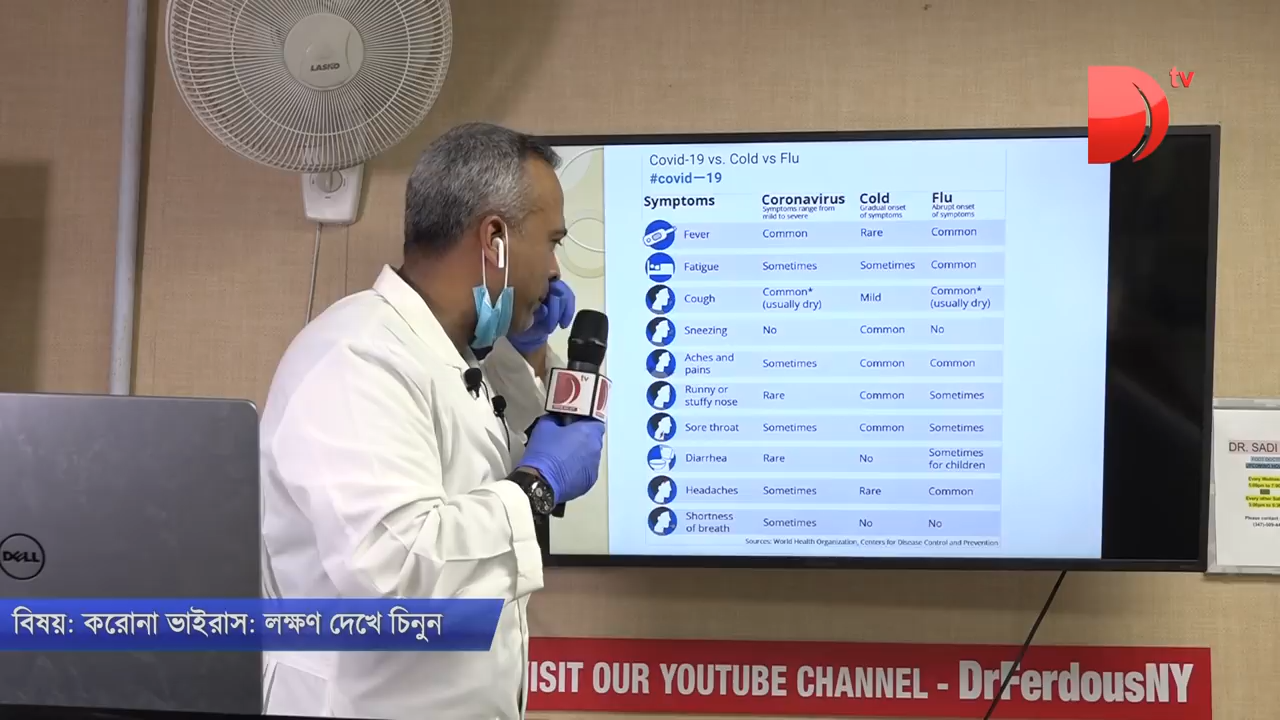 LASKO
tv
Covid-19 vs. Cold vs Flu
#covid—19
Symptoms Coronavirus Cold Flu
Symptoms range from mild to severe
Gradual onset of symptoms
Abrupt onset of symptoms
Fever Common Rare Common
Fatigue Sometimes Sometimes Common
Cough Common* (usually dry) Mild Common* (usually dry)
Sneezing No Common No
Aches and pains Sometimes Common Common
Runny or stuffy nose Rare Common Sometimes
Sore throat Sometimes Common Sometimes
Diarrhea Rare No Sometimes for children
Headaches Sometimes Rare Common
Shortness of breath Sometimes No No
Sources: World Health Organization, Centers for Disease Control and Prevention
tv
DR. SADI
Please contact
DELL
বিষয়: করোনা ভাইরাস: লক্ষণ দেখে চিনুন
ISIT OUR YOUTUBE CHANNEL - DrFerdousNY